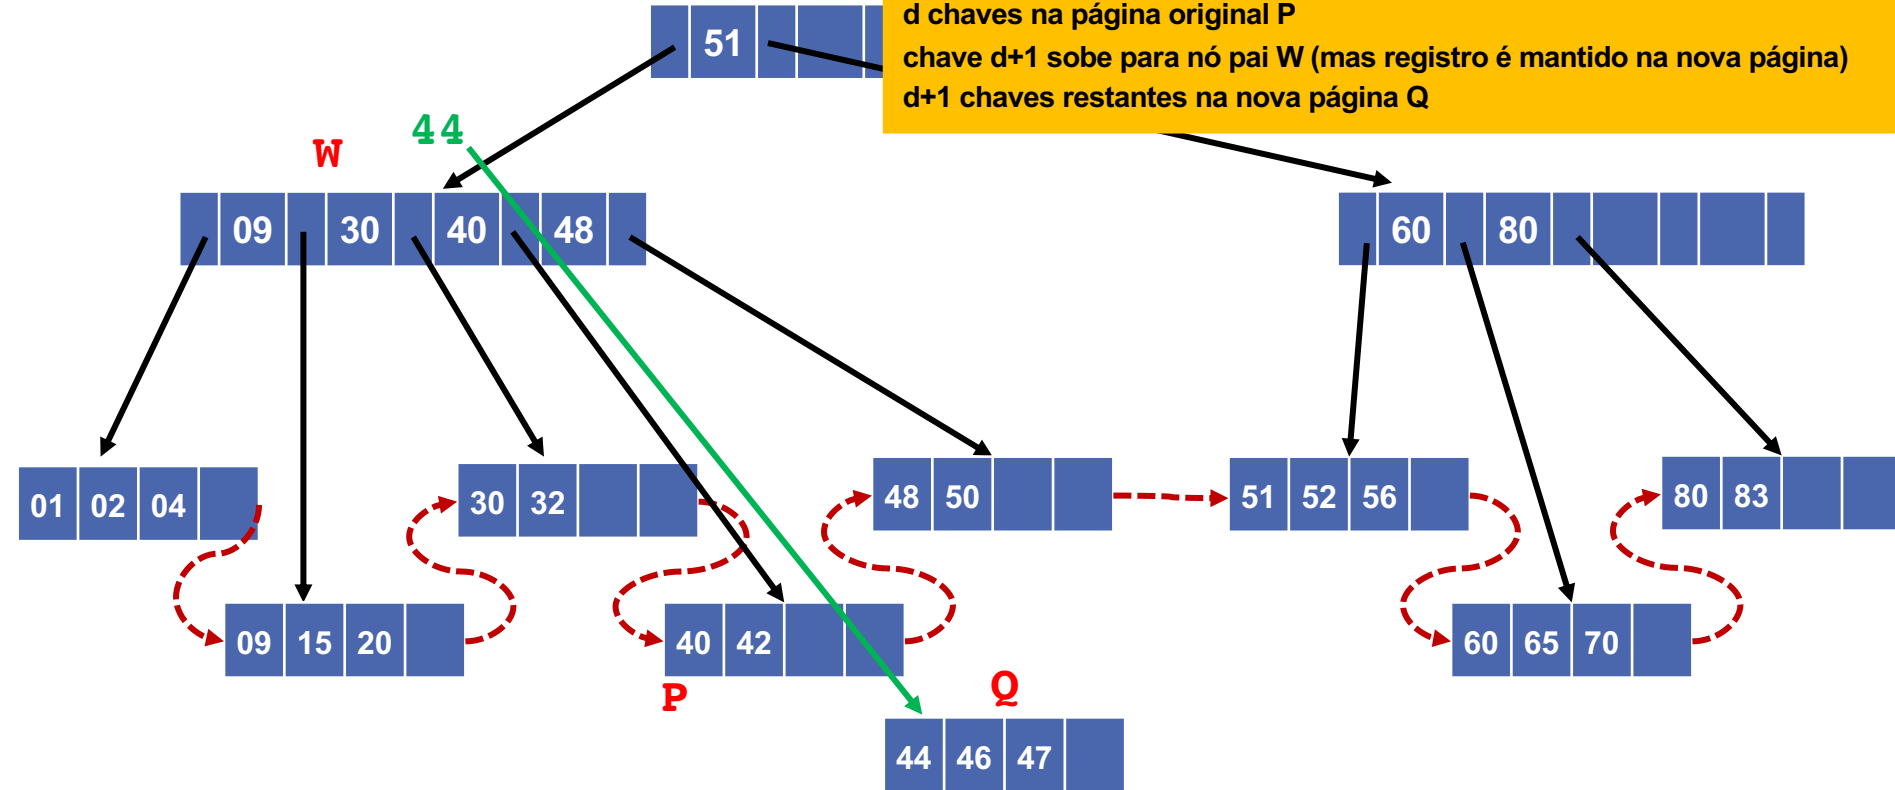 d chaves na página original P
51
chave d+1 sobe para nó pai W (mas registro é mantido na nova página)
d+1 chaves restantes na nova página Q
44
W
09 30 40 48
60 80
01 02 04
30 32
48 50
51 52 56
80 83
09 15 20
40 42
60 65 70
P
Q
44 46 47